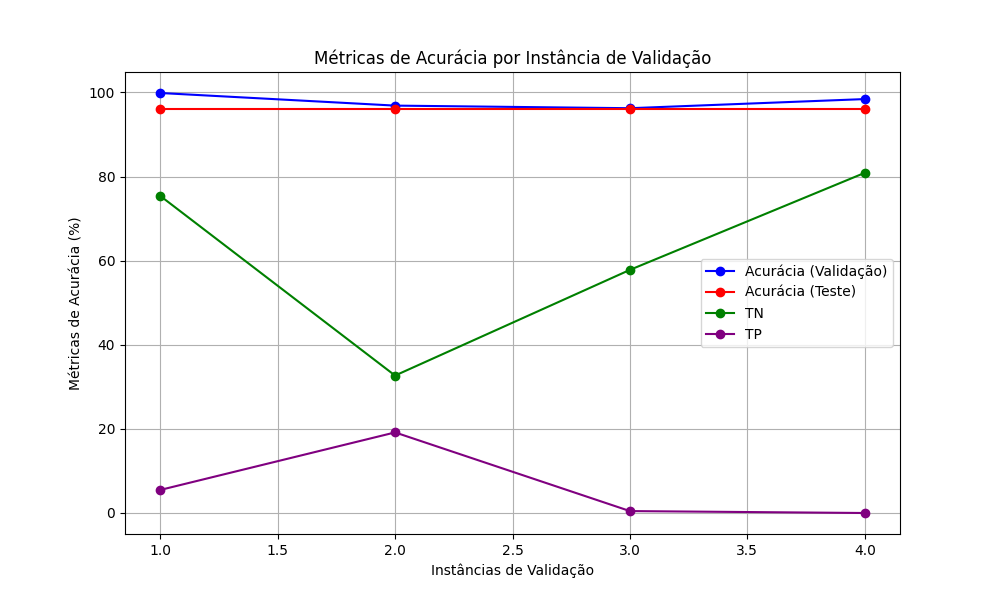 Métricas de Acurácia por Instância de Validação
Métricas de Acurácia (%)
100
80
60
40
20
0
Acurácia (Validação)
Acurácia (Teste)
TN
TP
1.0 1.5 2.0 2.5 3.0 3.5 4.0
Instâncias de Validação